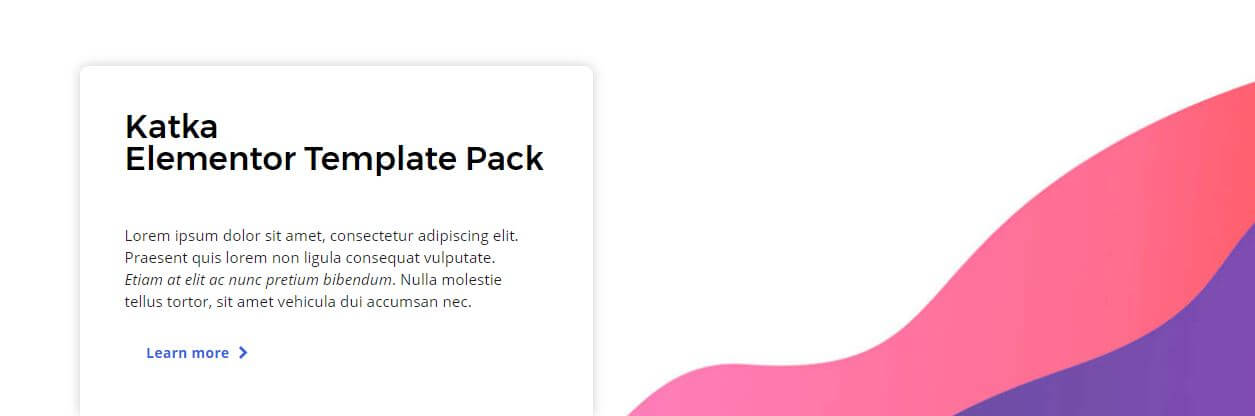 Katka
Elementor Template Pack
Lorem ipsum dolor sit amet, consectetur adipiscing elit.
Praesent quis lorem non ligula consequat vulputate.
Etiam at elit ac nunc pretium bibendum. Nulla molestie
tellus tortor, sit amet vehicula dui accumsan nec.
Learn more